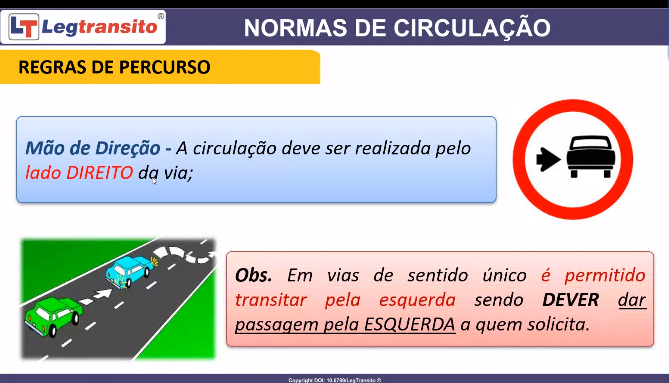 LT Legtransito®
NORMAS DE CIRCULAÇÃO
REGRAS DE PERCURSO
Mão de Direção - A circulação deve ser realizada pelo
lado DIREITO da via;
Obs. Em vias de sentido único é permitido
transitar pela esquerda sendo DEVER dar
passagem pela ESQUERDA a quem solicita.
Copyright DOI: 10.6789/LegTransito ®